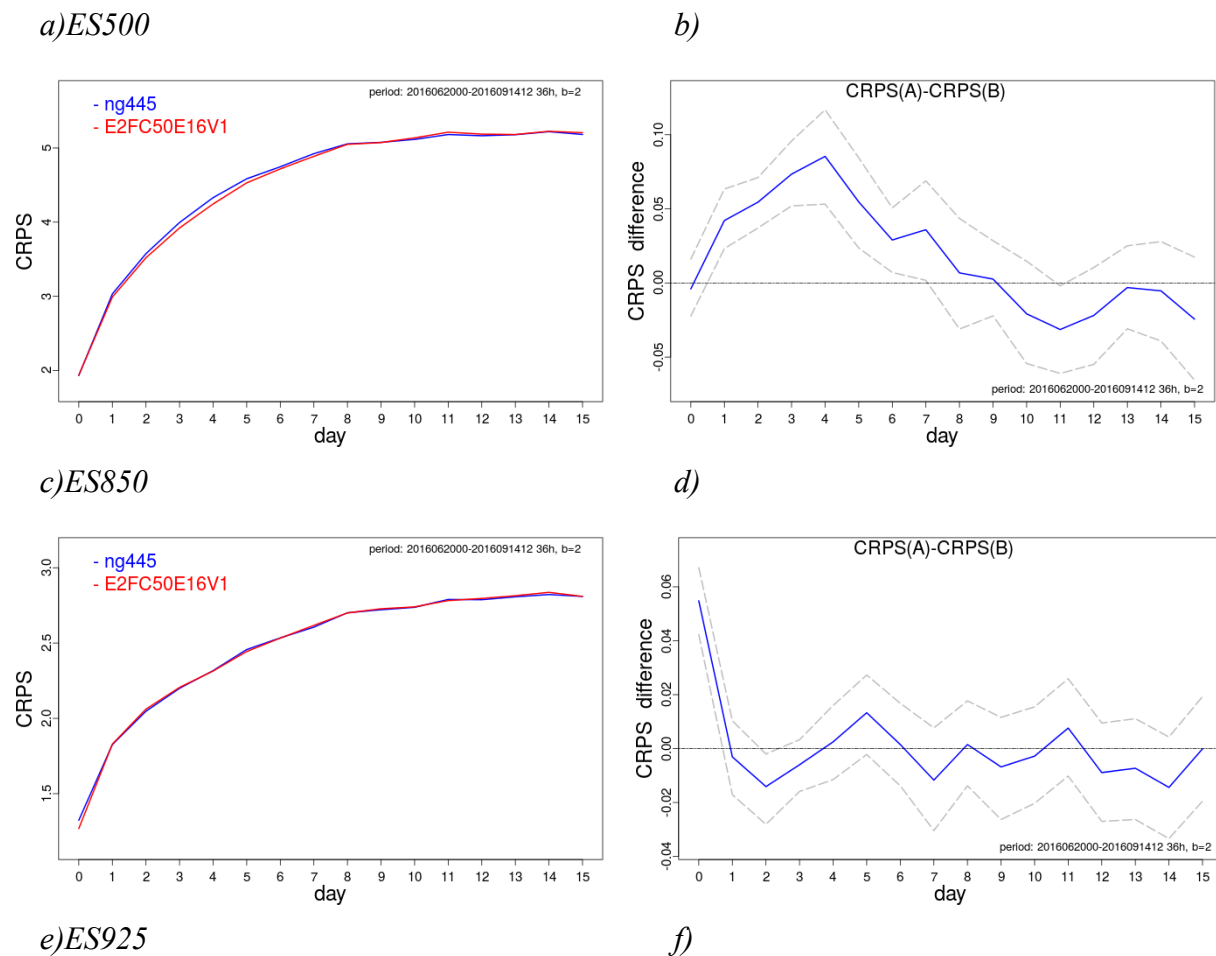 a)ES500
b)
period: 2016062000-2016091412 36h, b=2
- ng445
- E2FC50E16V1
CRPS
5
4
3
2
0 1 2 3 4 5 6 7 8 9 10 11 12 13 14 15
day
CRPS(A)-CRPS(B)
CRPS difference
0.10
0.05
0.00
-0.05
period: 2016062000-2016091412 36h, b=2
0 1 2 3 4 5 6 7 8 9 10 11 12 13 14 15
day
c)ES850
d)
period: 2016062000-2016091412 36h, b=2
- ng445
- E2FC50E16V1
CRPS
3.0
2.5
2.0
1.5
0 1 2 3 4 5 6 7 8 9 10 11 12 13 14 15
day
CRPS(A)-CRPS(B)
CRPS difference
0.06
0.04
0.02
0.00
-0.02
-0.04
period: 2016062000-2016091412 36h, b=2
0 1 2 3 4 5 6 7 8 9 10 11 12 13 14 15
day
e)ES925
f)